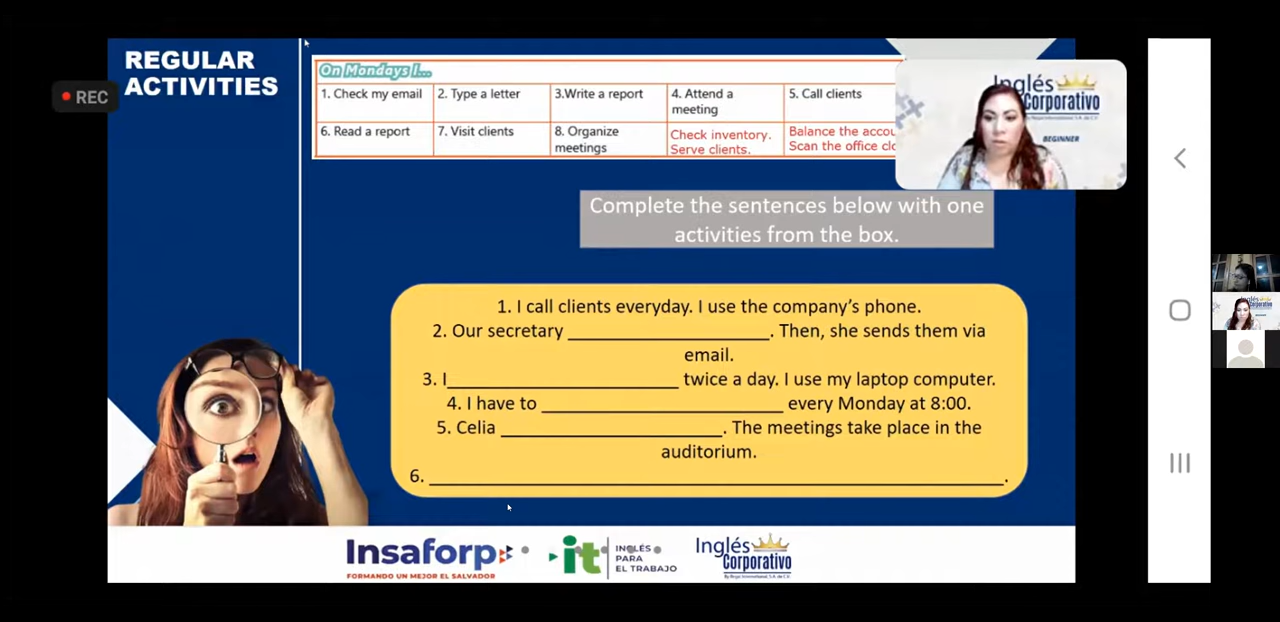 REGULAR
ACTIVITIES
REC
On Mondays I...
1. Check my email
2. Type a letter
3.Write a report
4. Attend a
meeting
5. Call clients
6. Read a report
7. Visit clients
8. Organize
meetings
Check inventory.
Serve clients.
Balance the
Scan the office
Inglés
Corporativo
BEGINNER
Complete the sentences below with one
activities from the box.
1. I call clients everyday. I use the company’s phone.
2. Our secretary ____________________. Then, she sends them via
email.
3. I_______________________ twice a day. I use my laptop computer.
4. I have to ________________________ every Monday at 8:00.
5. Celia ______________________. The meetings take place in the
auditorium.
6. _________________________________________________________.
Insaforp
FORMANDO UN MEJOR EL SALVADOR
it
INGLÉS
PARA
EL TRABAJO
Inglés
Corporativo